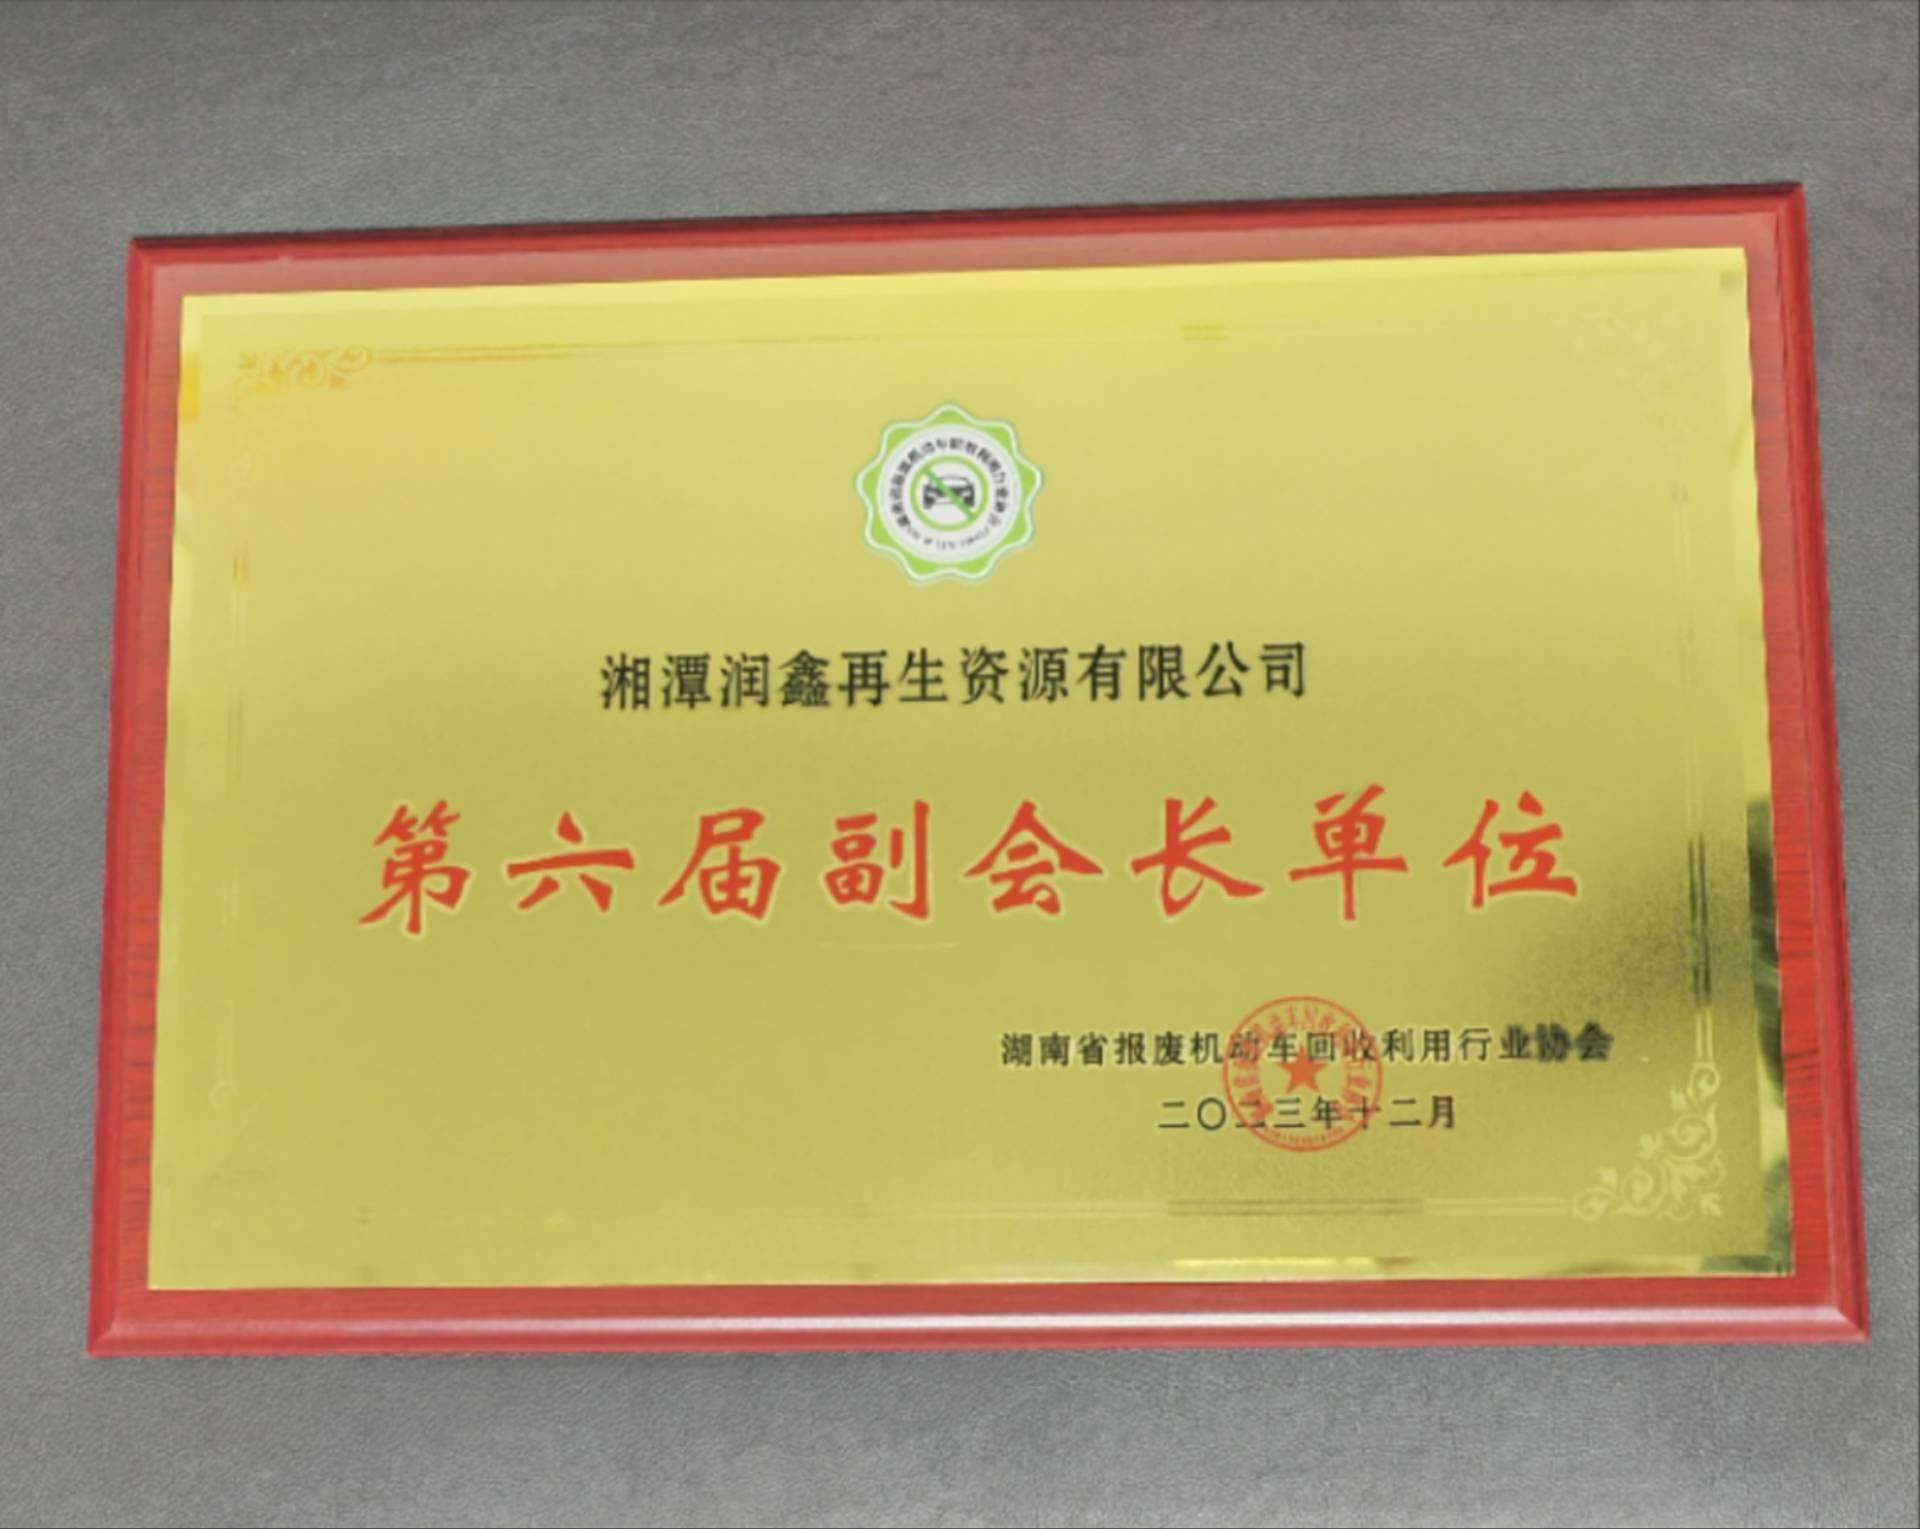 湘潭润鑫再生资源有限公司
第六届副会长单位
湖南省报废机动车回收利用行业协会
二〇二三年十二月